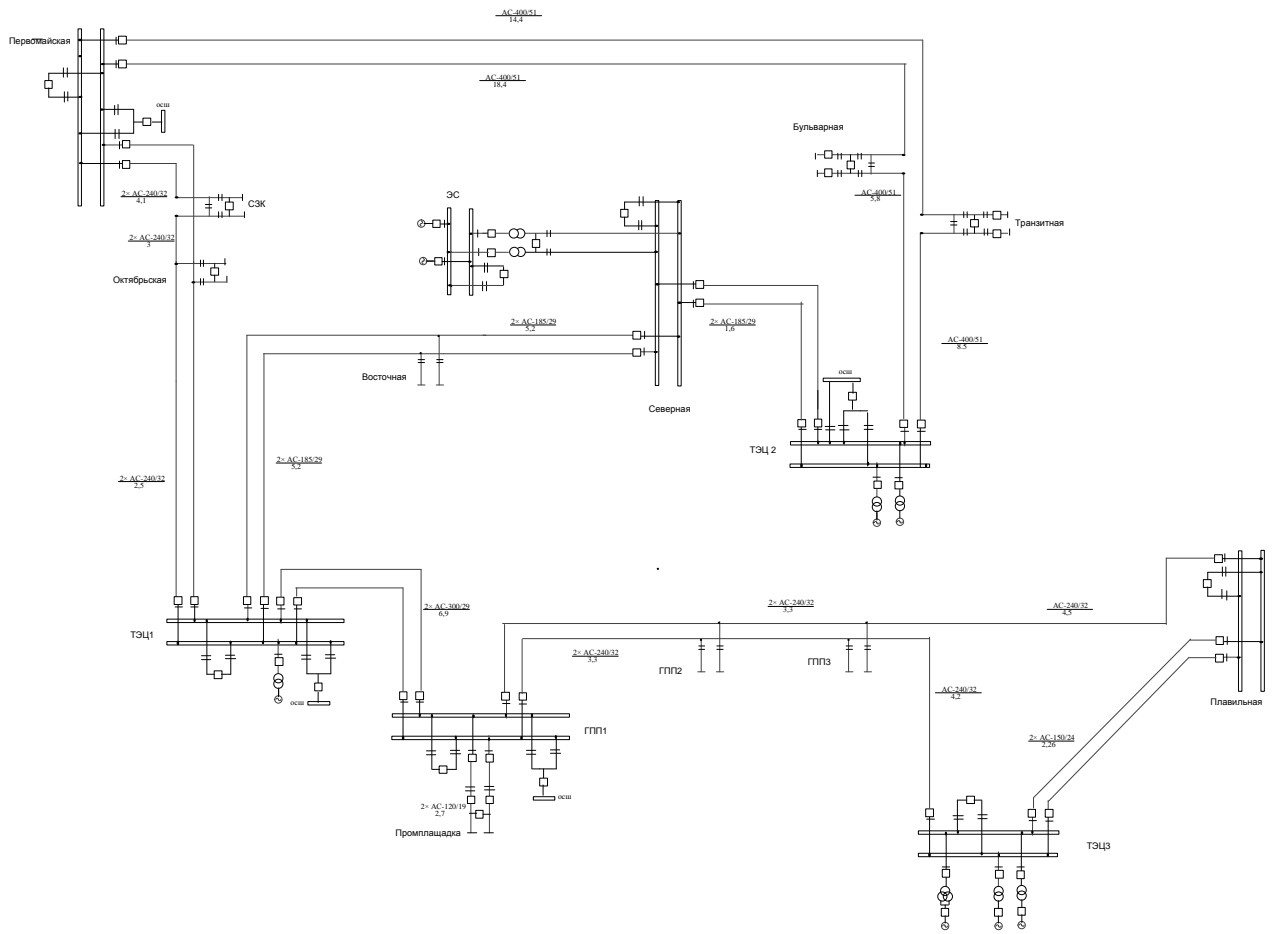 АС-400/51
14,4
Первомайская
АС-400/51
18,4
осш
Бульварная
2× АС-240/32
4,1
СЗК
ЭС
АС-400/51
5,8
Транзитная
2× АС-240/32
3
Октябрьская
2× АС-185/29
5,2
2× АС-185/29
1,6
АС-400/51
8.5
Восточная
осш
Северная
ТЭЦ 2
2× АС-185/29
5,2
2× АС-240/32
2,5
2× АС-300/29
6,9
2× АС-240/32
3,3
АС-240/32
4,5
ТЭЦ1
2× АС-240/32
3,3
ГПП2
ГПП3
АС-240/32
4,2
осш
Плавильная
ГПП1
2× АС-150/24
2,26
осш
2× АС-120/19
2,7
Промплащадка
ТЭЦ3